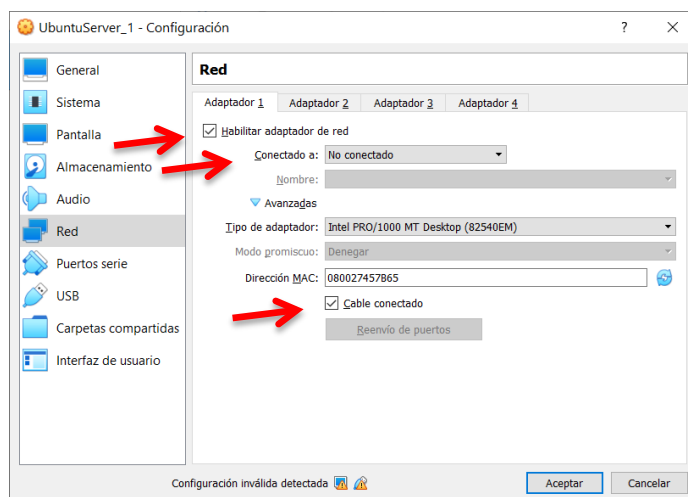 UbuntuServer_1 - Configuración
?
General
Sistema
Pantalla
Almacenamiento
Audio
Red
Puertos serie
USB
Carpetas compartidas
Interfaz de usuario
Red
Adaptador 1 Adaptador 2 Adaptador 3 Adaptador 4
Habilitar adaptador de red
Conectado a: No conectado
Nombre:
Avanzadas
Tipo de adaptador: Intel PRO/1000 MT Desktop (82540EM)
Modo promiscuo: Denegar
Dirección MAC: 080027457B65
Cable conectado
Reenvío de puertos
Configuración inválida detectada
Aceptar Cancelar